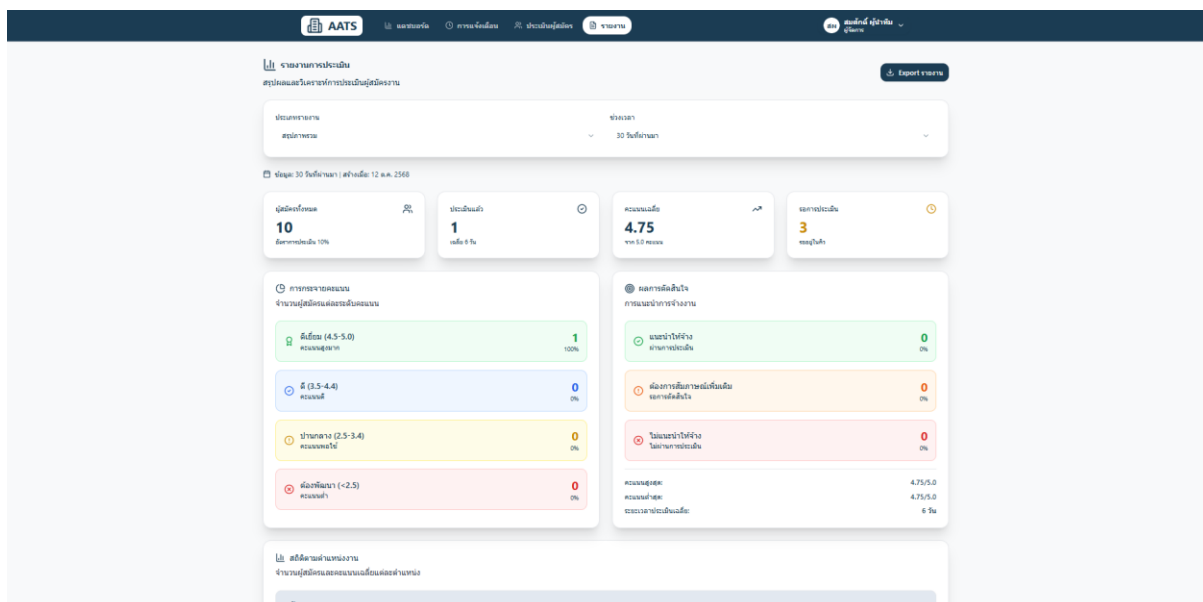 AATS
แดชบอร์ด
การแจ้งเตือน
ประเมินผู้สมัคร
รายงาน
สมศักดิ์ ผู้นำทีม
ผู้จัดการ
รายงานการประเมิน
สรุปผลและวิเคราะห์การประเมินผู้สมัครงาน
Export รายงาน
ประเภทรายงาน
ช่วงเวลา
สรุปภาพรวม
30 วันที่ผ่านมา
ข้อมูล: 30 วันที่ผ่านมา | สร้างเมื่อ: 12 ต.ค. 2568
ผู้สมัครทั้งหมด
10
อัตราการประเมิน 10%
ประเมินแล้ว
1
เฉลี่ย 6 วัน
คะแนนเฉลี่ย
4.75
จาก 5.0 คะแนน
รอการประเมิน
3
รออยู่ในคิว
การกระจายคะแนน
จำนวนผู้สมัครแต่ละระดับคะแนน
ดีเยี่ยม (4.5-5.0)
คะแนนสูงมาก
1
100%
ดี (3.5-4.4)
คะแนนดี
0
0%
ปานกลาง (2.5-3.4)
คะแนนพอใช้
0
0%
ต้องพัฒนา (<2.5)
คะแนนต่ำ
0
0%
ผลการตัดสินใจ
การแนะนำการจ้างงาน
แนะนำให้จ้าง
ผ่านการประเมิน
0
0%
ต้องการสัมภาษณ์เพิ่มเติม
รอการตัดสินใจ
0
0%
ไม่แนะนำให้จ้าง
ไม่ผ่านการประเมิน
0
0%
คะแนนสูงสุด: 4.75/5.0
คะแนนต่ำสุด: 4.75/5.0
ระยะเวลาประเมินเฉลี่ย: 6 วัน
สถิติตามตำแหน่งงาน
จำนวนผู้สมัครและคะแนนเฉลี่ยแต่ละตำแหน่ง